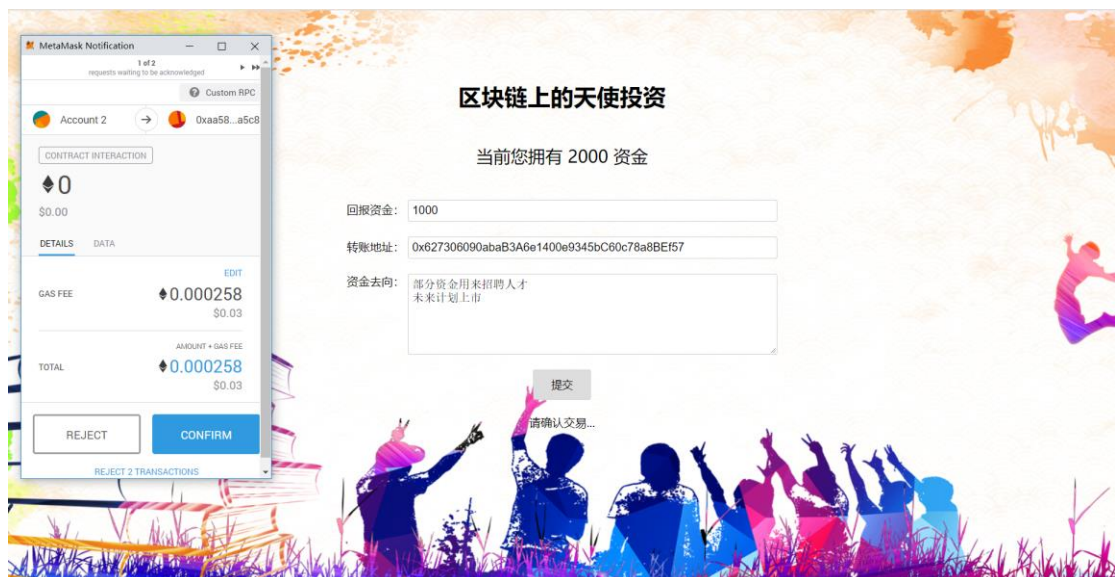 MetaMask Notification
1 of 2
requests waiting to be acknowledged
Custom RPC
Account 2
0xaa58...a5c8
CONTRACT INTERACTION
0
$0.00
DETAILS DATA
EDIT
GAS FEE
0.000258
$0.03
AMOUNT + GAS FEE
TOTAL
0.000258
$0.03
REJECT
CONFIRM
REJECT 2 TRANSACTIONS
区块链上的天使投资
当前您拥有 2000 资金
回报资金: 1000
转账地址: 0x627306090abaB3A6e1400e9345bC60c78a8BEf57
资金去向: 部分资金用来招聘人才
未来计划上市
提交
请确认交易...